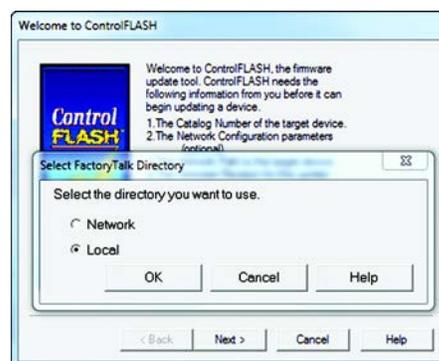 Welcome to ControlFLASH
Welcome to ControlFLASH, the firmware
update tool. ControlFLASH needs the
following information from you before it can
begin updating a device.
1.The Catalog Number of the target device.
2.The Network Configuration parameters
(optional)
Control
FLASH
Select FactoryTalk Directory
Select the directory you want to use.
Network
Local
OK
Cancel
Help
< Back
Next >
Cancel
Help